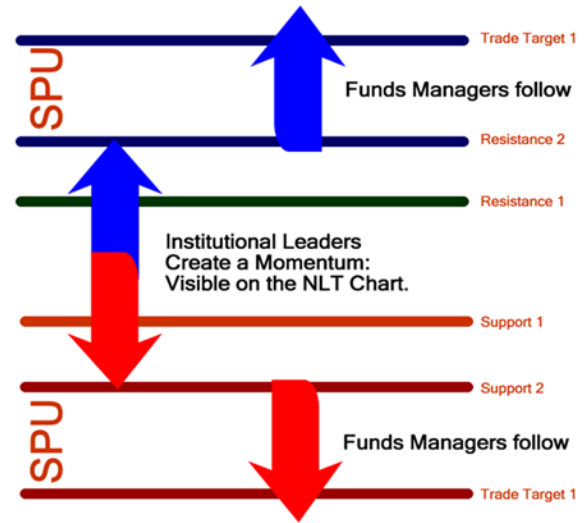 Trade Target 1
SPU
Funds Managers follow
Resistance 2
Resistance 1
Institutional Leaders
Create a Momentum:
Visible on the NLT Chart.
Support 1
Support 2
SPU
Funds Managers follow
Trade Target 1